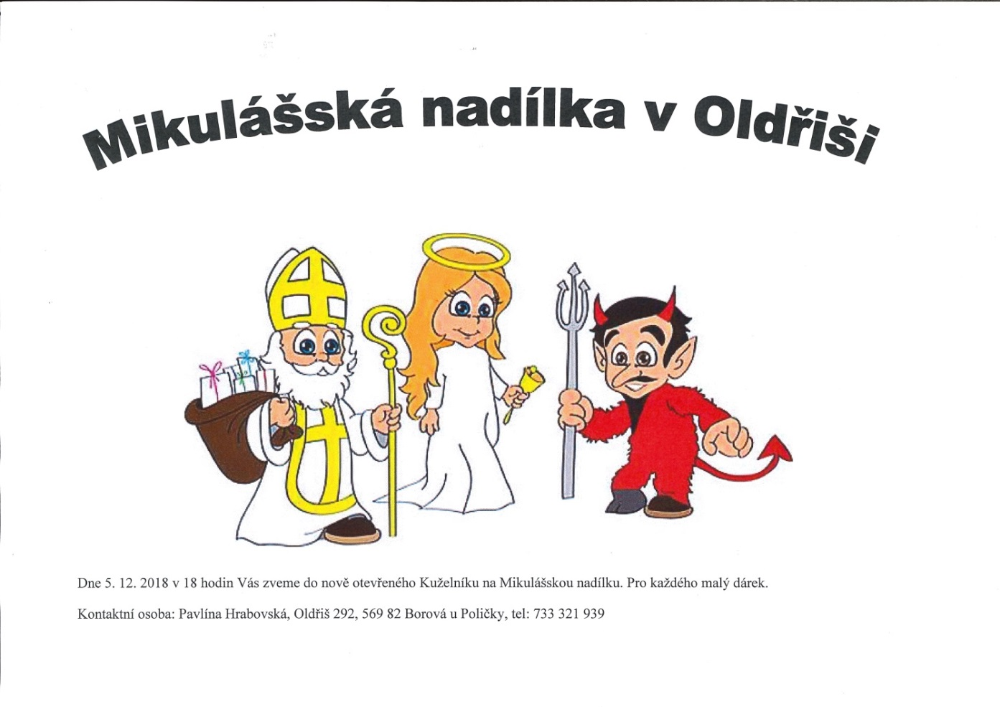 Mikulášská nadílka v Oldřiši
Dne 5. 12. 2018 v 18 hodin Vás zveme do nově otevřeného Kuželníku na Mikulášskou nadílku. Pro každého malý dárek.
Kontaktní osoba: Pavlína Hrabovská, Oldřiš 292, 569 82 Borová u Poličky, tel: 733 321 939